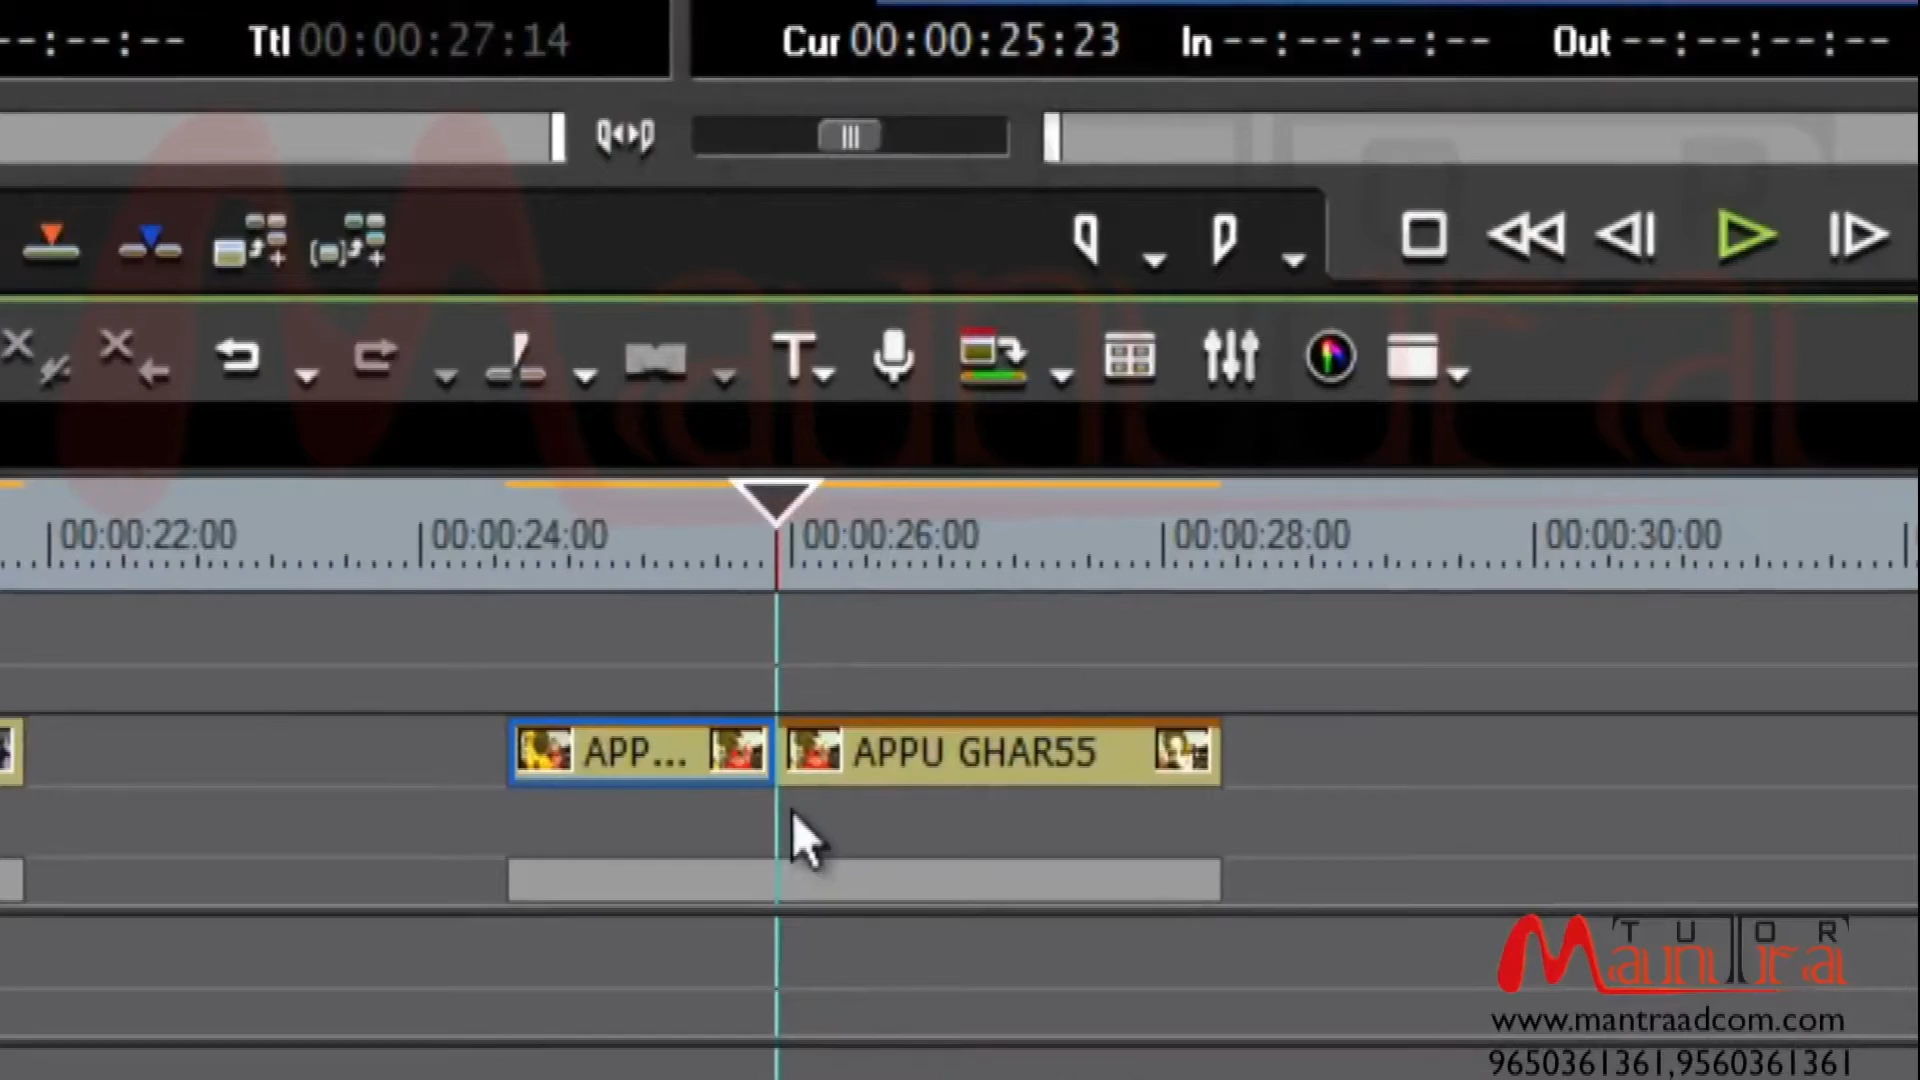 --:--:-- Ttl 00:00:27:14 Cur 00:00:25:23 In --:--:--:-- Out --:--:--:--
00:00:22:00 00:00:24:00 00:00:26:00 00:00:28:00 00:00:30:00
APP... APPU GHAR55
TUTOR
Mantra
www.mantraadcom.com
9650361361,9560361361